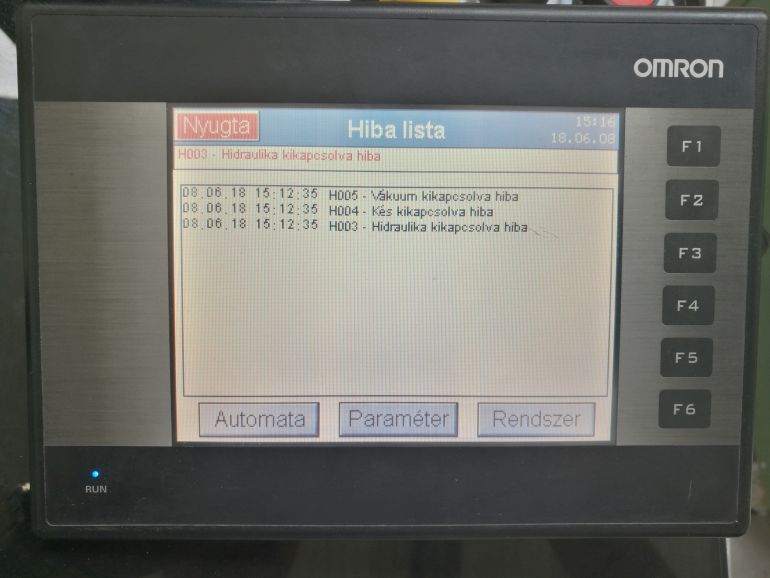 OMRON
Nyugta
Hiba lista
15:16
18.06.08
H003 - Hidraulika kikapcsolva hiba
08.06.18 15:12:35 H005 - Vákuum kikapcsolva hiba
08.06.18 15:12:35 H004 - Kés kikapcsolva hiba
08.06.18 15:12:35 H003 - Hidraulika kikapcsolva hiba
Automata
Paraméter
Rendszer
F1
F2
F3
F4
F5
F6
RUN